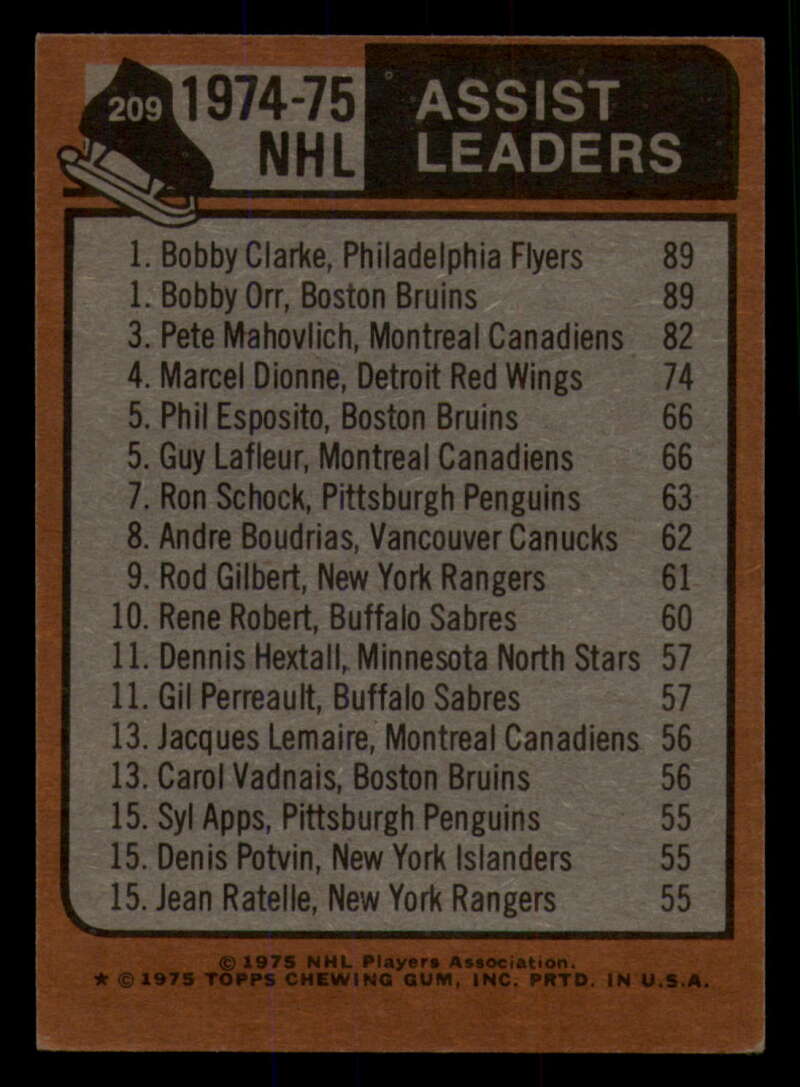 209 1974-75 ASSIST
NHL LEADERS
1. Bobby Clarke, Philadelphia Flyers 89
1. Bobby Orr, Boston Bruins 89
3. Pete Mahovlich, Montreal Canadiens 82
4. Marcel Dionne, Detroit Red Wings 74
5. Phil Esposito, Boston Bruins 66
5. Guy Lafleur, Montreal Canadiens 66
7. Ron Schock, Pittsburgh Penguins 63
8. Andre Boudrias, Vancouver Canucks 62
9. Rod Gilbert, New York Rangers 61
10. Rene Robert, Buffalo Sabres 60
11. Dennis Hextall, Minnesota North Stars 57
11. Gil Perreault, Buffalo Sabres 57
13. Jacques Lemaire, Montreal Canadiens 56
13. Carol Vadnais, Boston Bruins 56
15. Syl Apps, Pittsburgh Penguins 55
15. Denis Potvin, New York Islanders 55
15. Jean Ratelle, New York Rangers 55
© 1975 NHL Players Association.
* © 1975 TOPPS CHEWING GUM, INC. PRTD. IN U.S.A.